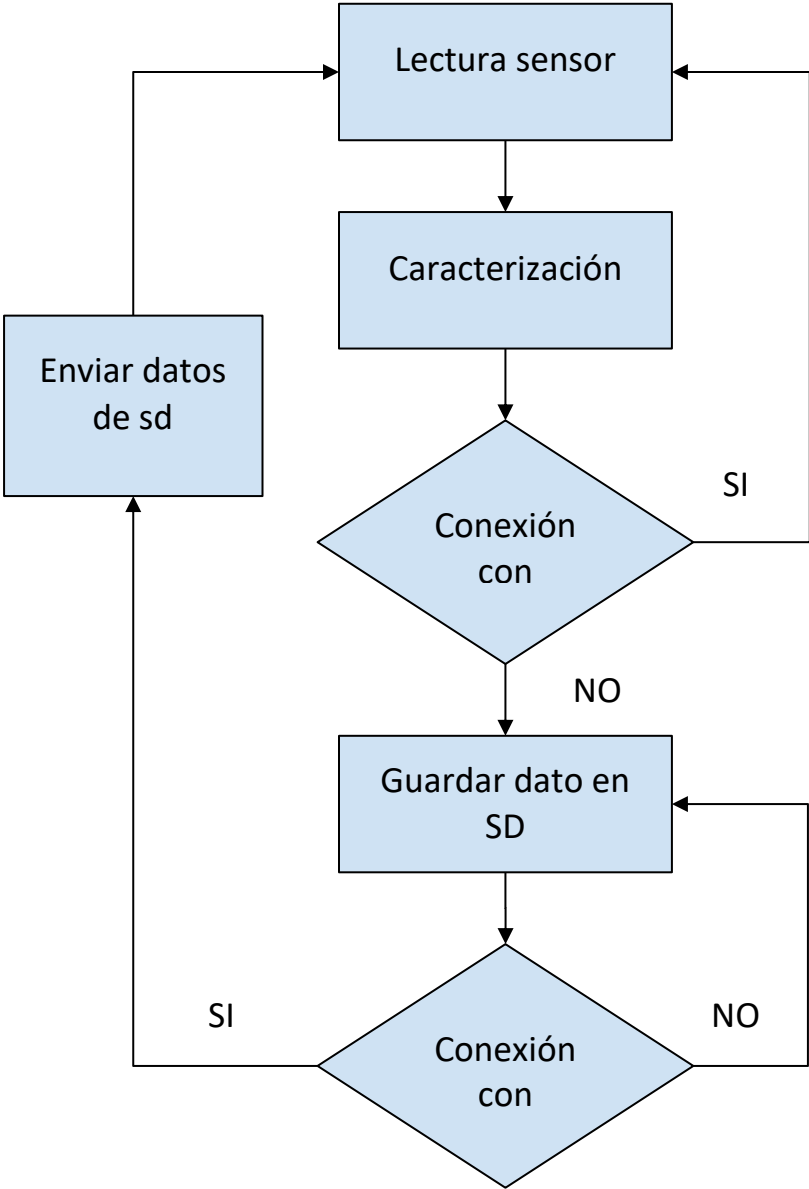 Lectura sensor
Caracterización
Enviar datos
de sd
Conexión
con
SI
NO
Guardar dato en
SD
Conexión
con
SI
NO